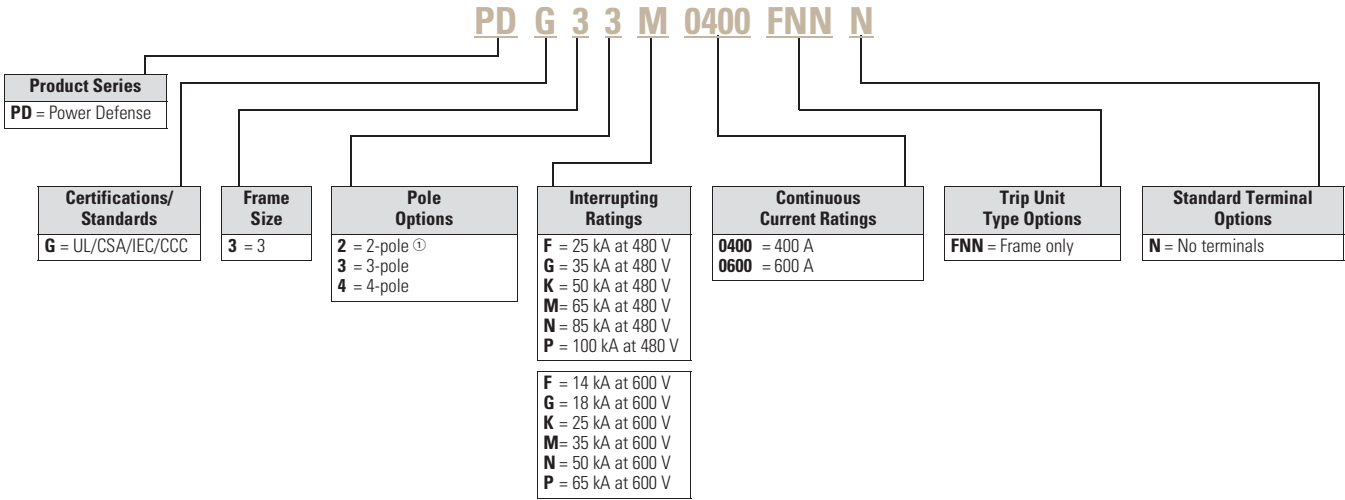 PD G 3 3 M 0400 FNN N
Product Series
PD = Power Defense
Certifications/
Standards
G = UL/CSA/IEC/CCC
Frame
Size
3 = 3
Pole
Options
2 = 2-pole ①
3 = 3-pole
4 = 4-pole
Interrupting
Ratings
F = 25 kA at 480 V
G = 35 kA at 480 V
K = 50 kA at 480 V
M= 65 kA at 480 V
N = 85 kA at 480 V
P = 100 kA at 480 V
F = 14 kA at 600 V
G = 18 kA at 600 V
K = 25 kA at 600 V
M= 35 kA at 600 V
N = 50 kA at 600 V
P = 65 kA at 600 V
Continuous
Current Ratings
0400 = 400 A
0600 = 600 A
Trip Unit
Type Options
FNN = Frame only
Standard Terminal
Options
N = No terminals